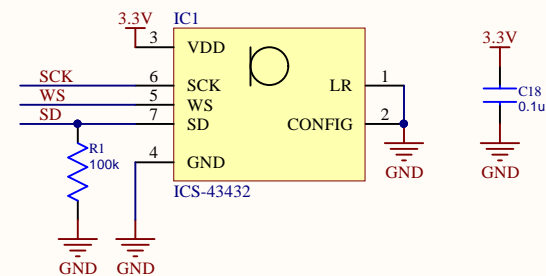 3.3V
IC1
3
VDD
SCK
6
SCK
LR
1
WS
5
WS
SD
7
SD
CONFIG
2
4
GND
R1
100k
ICS-43432
GND
GND
GND
3.3V
C18
0.1u
GND